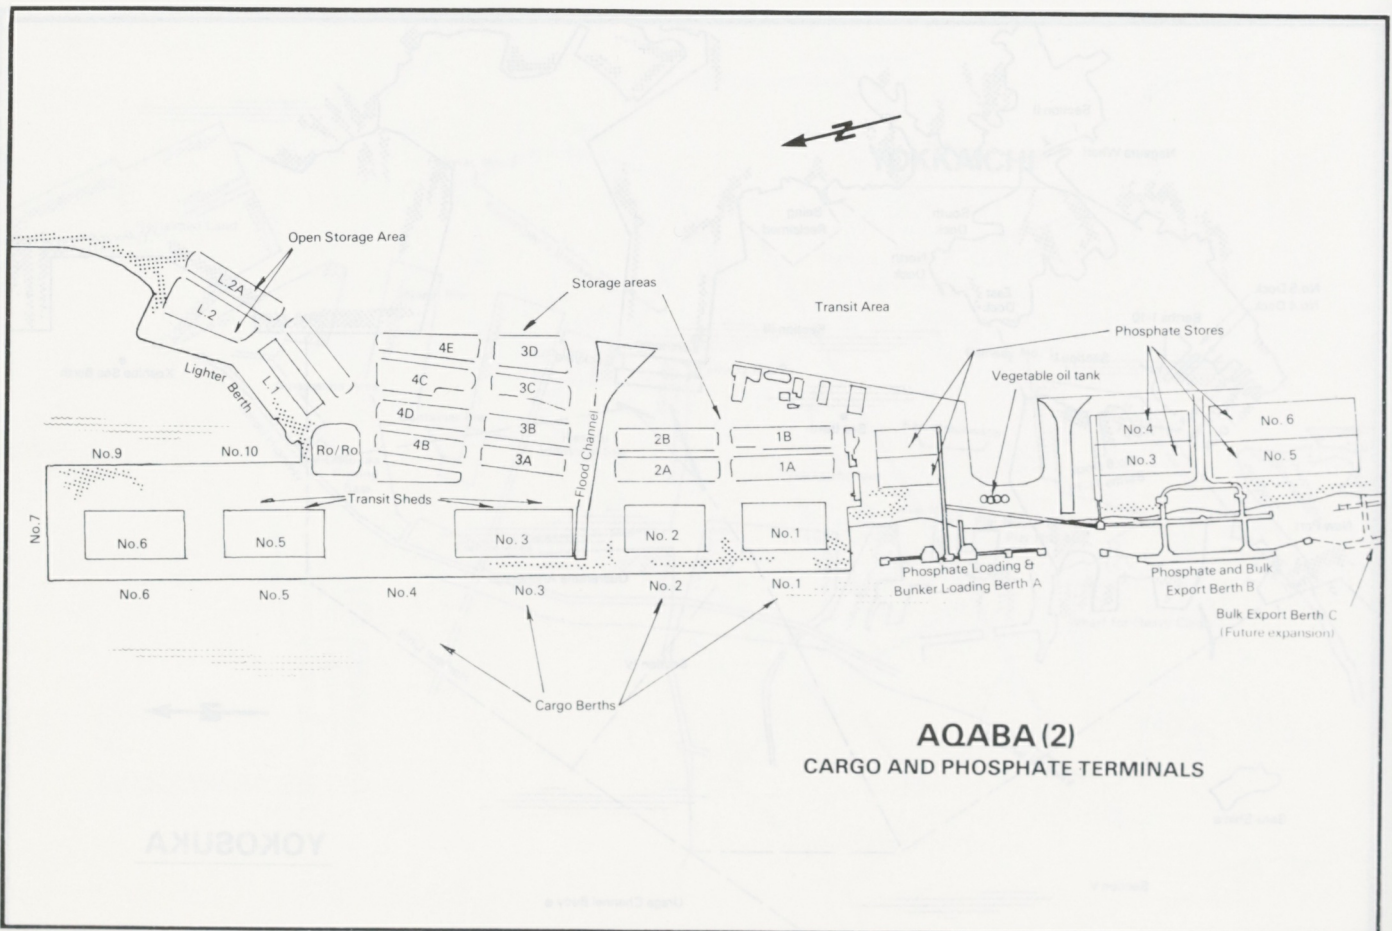 N
Open Storage Area
L.2A
L.2
L.1
Lighter Berth
Storage areas
Transit Area
Phosphate Stores
Vegetable oil tank
4E
4C
4D
4B
3D
3C
3B
3A
Flood Channel
2B
2A
1B
1A
No.4
No.3
No.6
No.5
Ro/Ro
No.9
No.10
No.7
Transit Sheds
No.6
No.5
No.3
No.2
No.1
No.6
No.5
No.4
No.3
No.2
No.1
Phosphate Loading &
Bunker Loading Berth A
Phosphate and Bulk
Export Berth B
Bulk Export Berth C
(Future expansion)
Cargo Berths
AQABA (2)
CARGO AND PHOSPHATE TERMINALS
YOKOSUKA